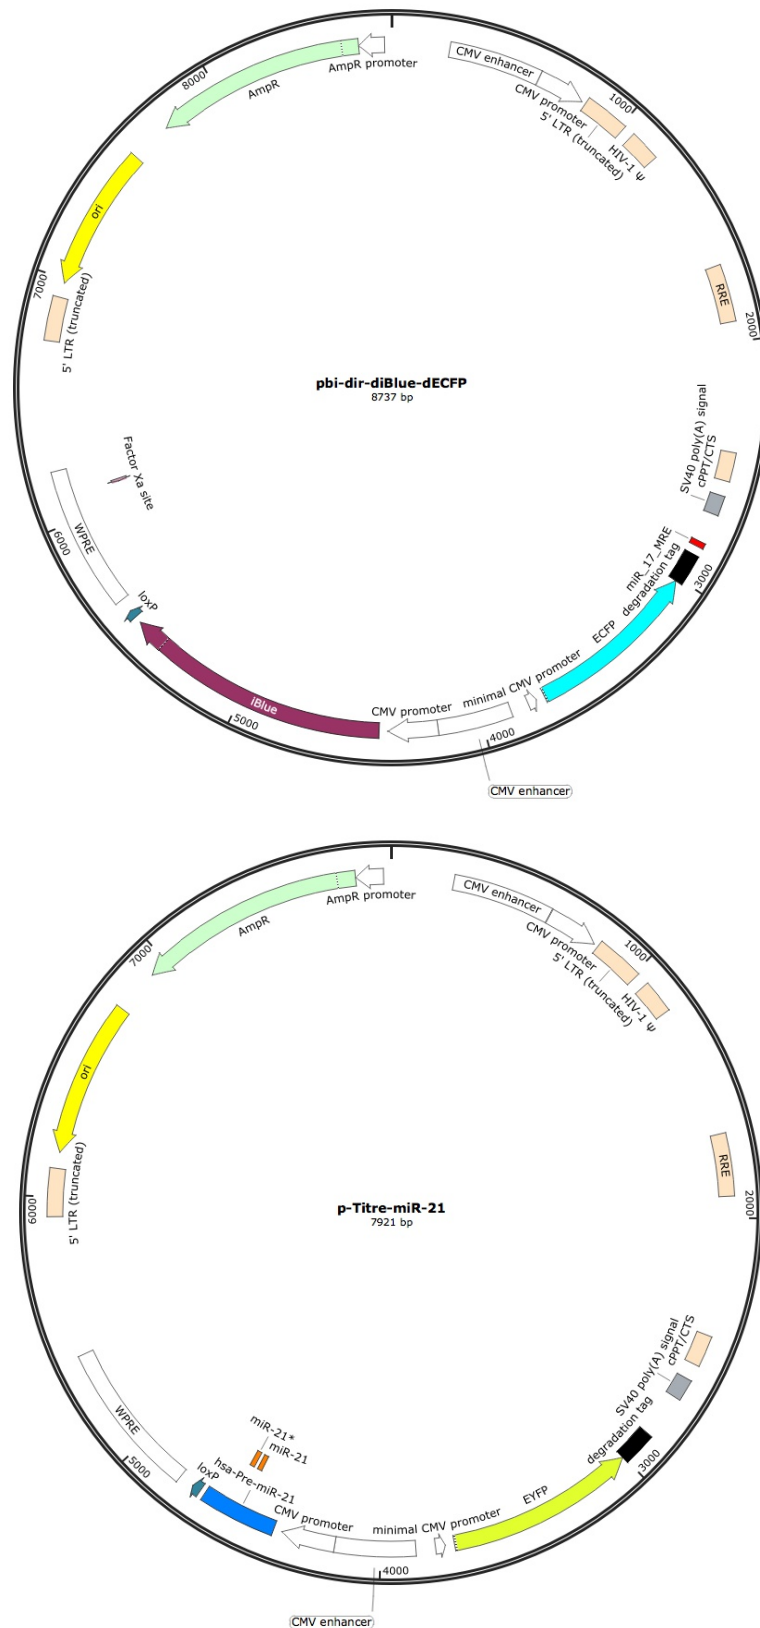 AmpR promoter
AmpR
8000
CMV enhancer
CMV promoter
1000
5' LTR (truncated)
HIV-1 Ψ
ori
7000
5' LTR (truncated)
RRE
2000
pbi-dir-diBlue-dECFP
8737 bp
SV40 poly(A) signal
cPPT/CTS
Factor Xa site
WPRE
6000
miR_17_MRE
degradation tag
3000
loxP
ECFP
iBlue
5000
CMV promoter
minimal CMV promoter
4000
CMV enhancer
AmpR promoter
AmpR
7000
CMV enhancer
CMV promoter
1000
5' LTR (truncated)
HIV-1 Ψ
ori
5' LTR (truncated)
6000
RRE
2000
p-Titre-miR-21
7921 bp
SV40 poly(A) signal
cPPT/CTS
degradation tag
3000
WPRE
5000
miR-21*
miR-21
loxP
hsa-Pre-miR-21
CMV promoter
minimal CMV promoter
EYFP
4000
CMV enhancer